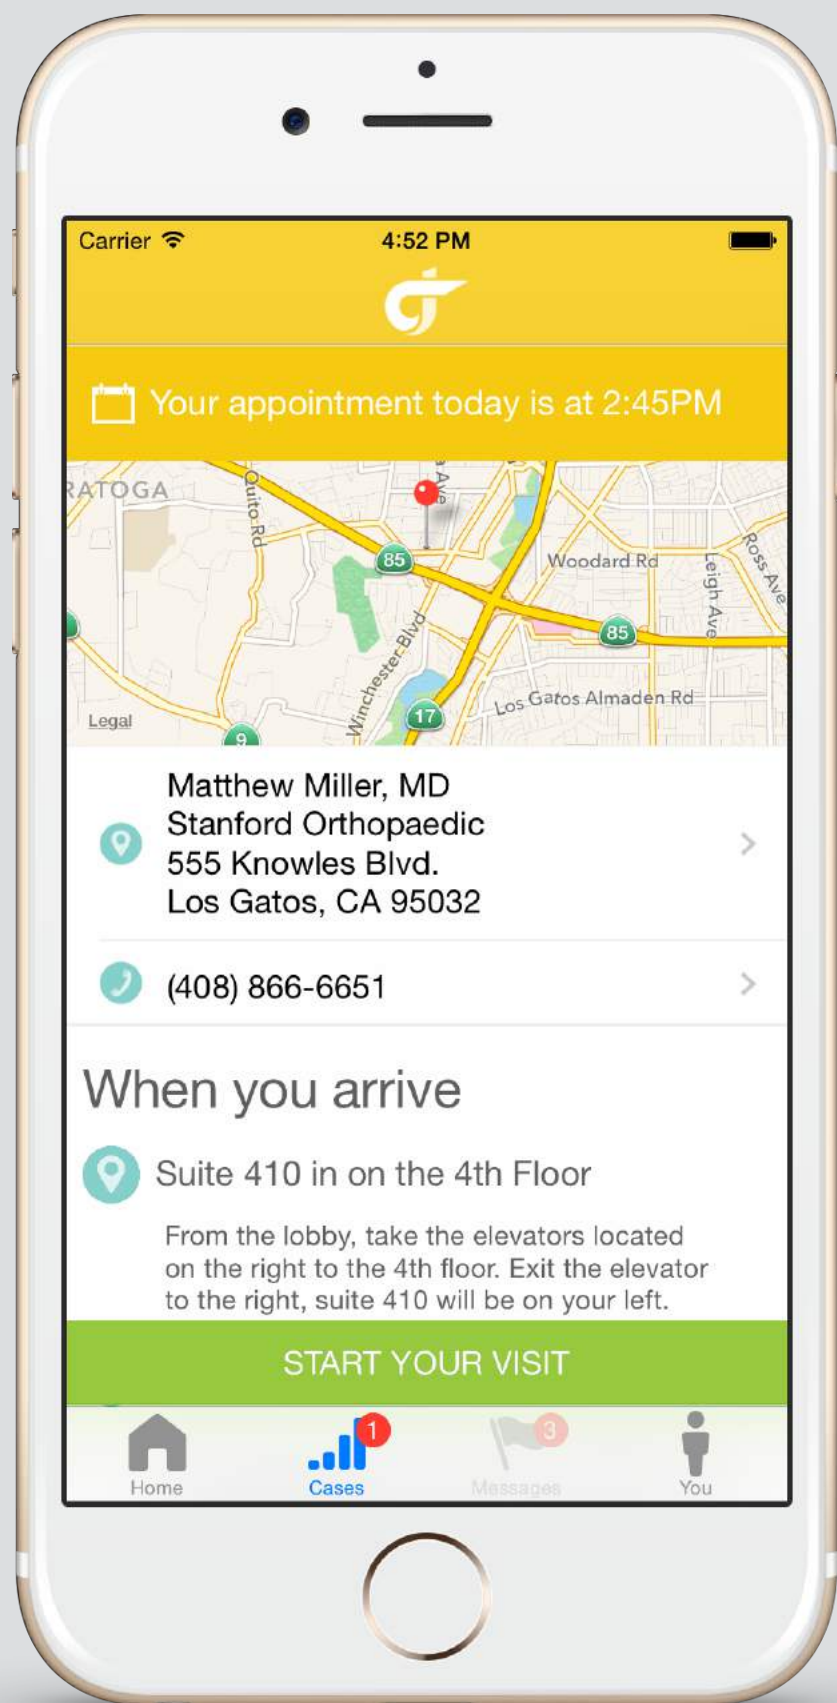 Carrier
4:52 PM
Your appointment today is at 2:45PM
RATOGA
Quito Rd
Ave
85
Woodard Rd
Leigh Ave
Ross Ave
85
Winchester Blvd
Los Gatos Almaden Rd
17
9
Legal
Matthew Miller, MD
Stanford Orthopaedic
555 Knowles Blvd.
Los Gatos, CA 95032
(408) 866-6651
When you arrive
Suite 410 in on the 4th Floor
From the lobby, take the elevators located
on the right to the 4th floor. Exit the elevator
to the right, suite 410 will be on your left.
START YOUR VISIT
1
3
Home
Cases
Messages
You